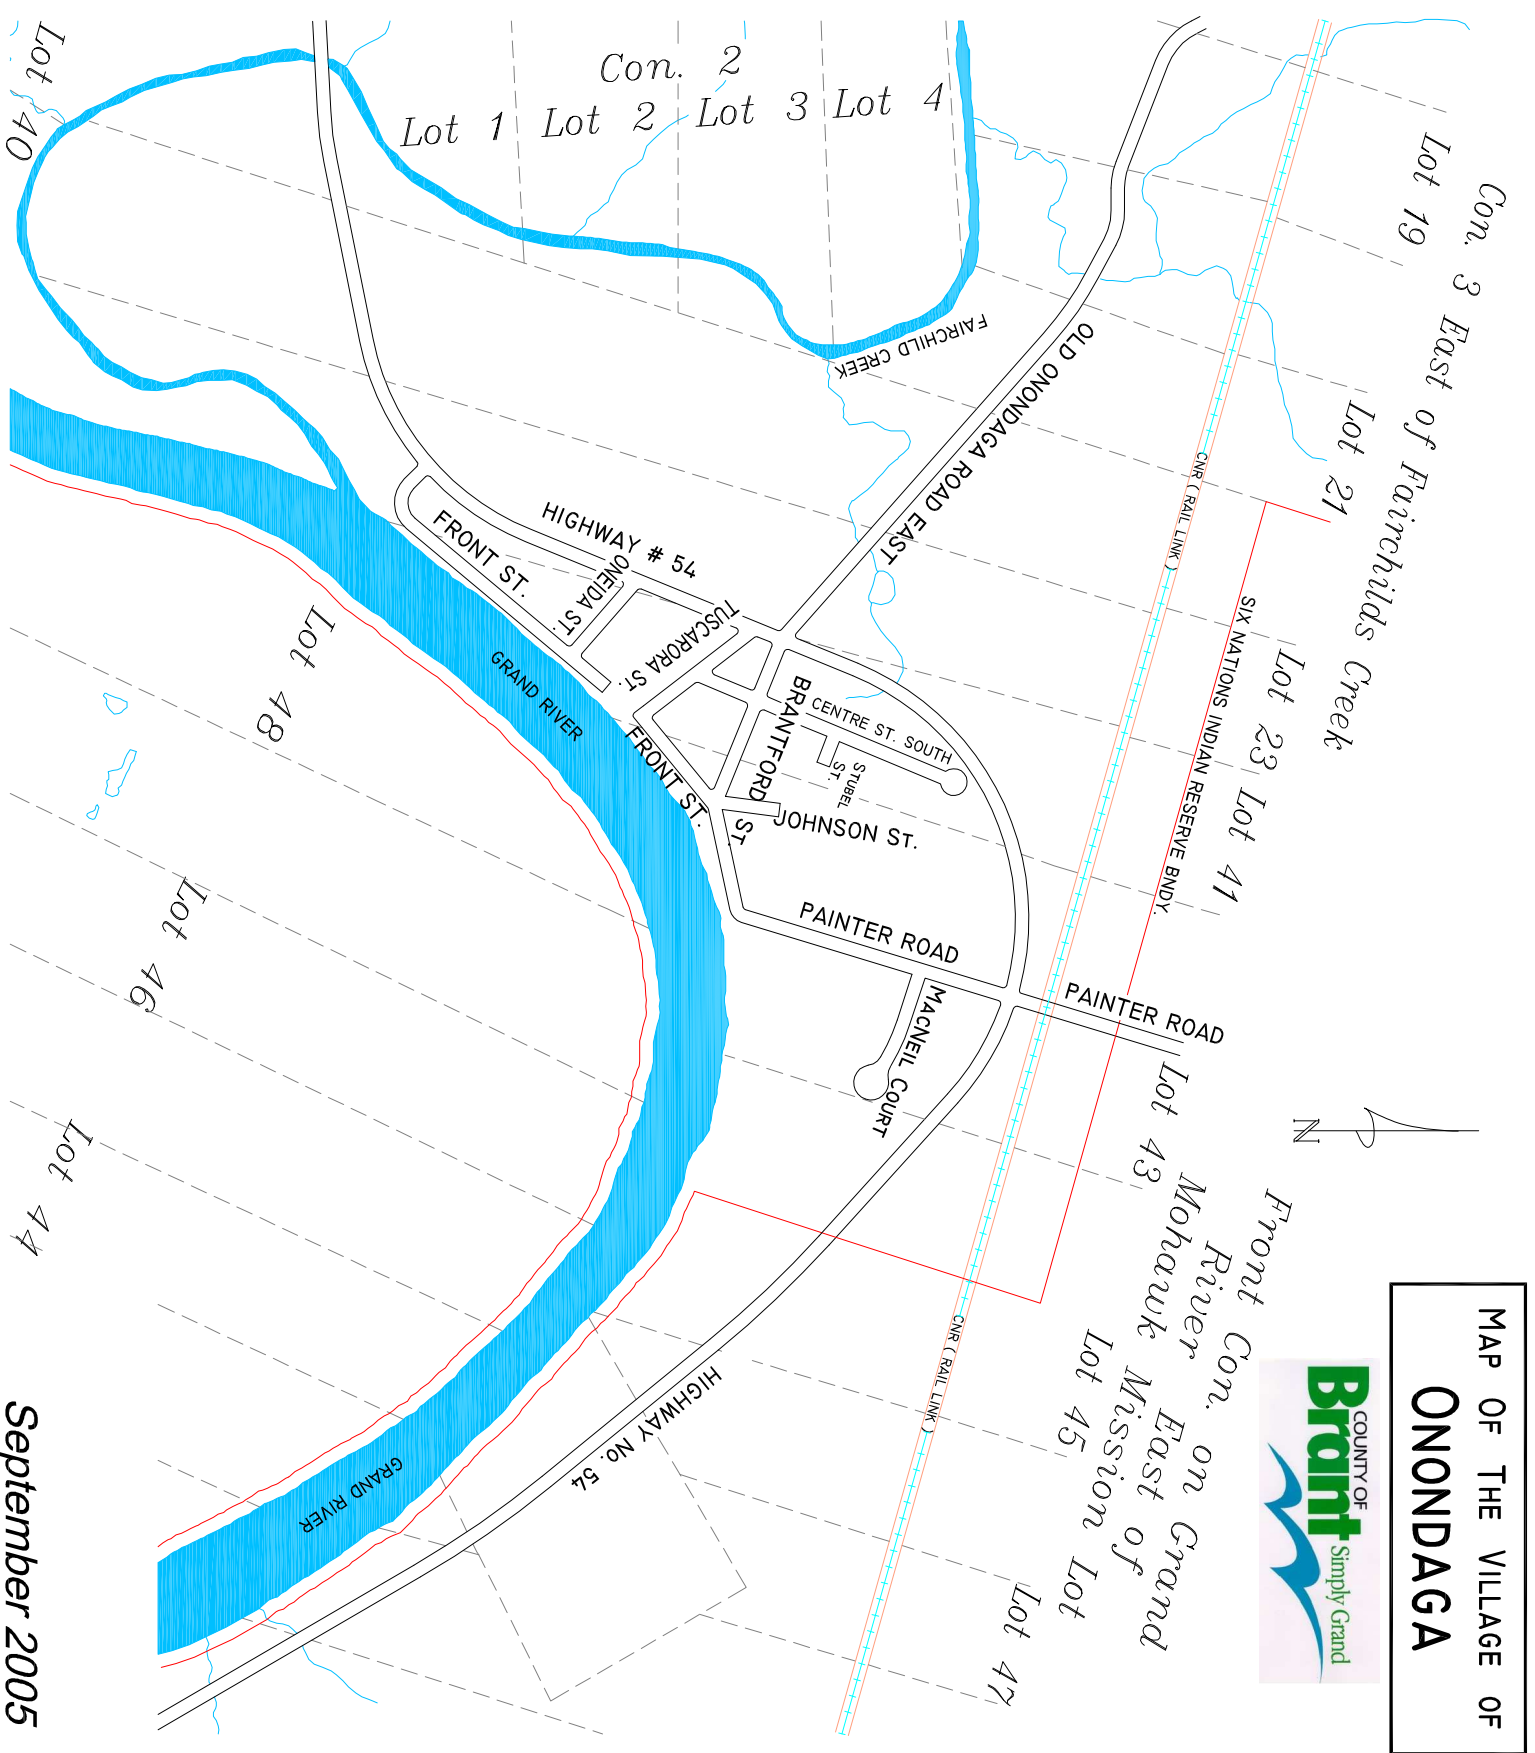 MAP OF THE VILLAGE OF
ONONDAGA
COUNTY OF
Brant
Simply Grand
N
Con. 3 East of Fairchilds Creek
Lot 19
Lot 21
Lot 23
Lot 41
Lot 43
Front Con. on Grand
River East of
Mohawk Mission Lot
Lot 45
Lot 47
Con. 2
Lot 1
Lot 2
Lot 3
Lot 4
Lot 40
Lot 48
Lot 46
Lot 44
FAIRCHILD CREEK
OLD ONONDAGA ROAD EAST
CNR ( RAIL LINK )
SIX NATIONS INDIAN RESERVE BNDY.
HIGHWAY # 54
FRONT ST.
ONEIDA ST.
TUSCARORA ST.
GRAND RIVER
BRANTFORD ST.
CENTRE ST. SOUTH
STUBEL
ST.
FRONT ST.
JOHNSON ST.
PAINTER ROAD
PAINTER ROAD
MACNEIL COURT
CNR ( RAIL LINK )
HIGHWAY No. 54
GRAND RIVER
September 2005